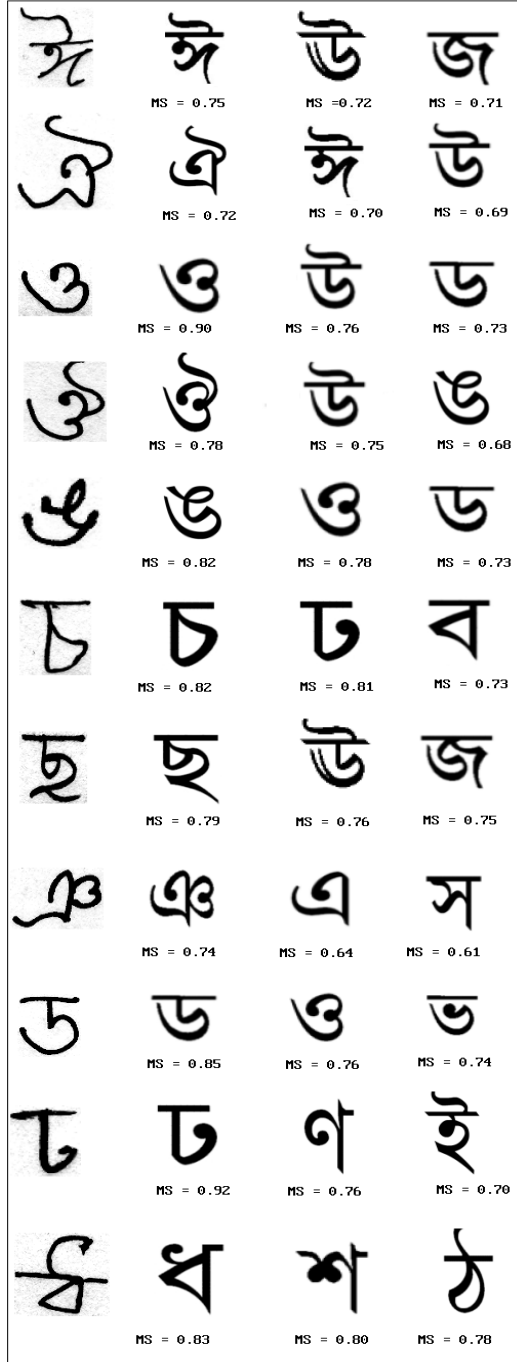 ঈ ঈ ঊ জ
MS = 0.75 MS =0.72 MS = 0.71
ঐ ঐ ঈ উ
MS = 0.72 MS = 0.70 MS = 0.69
ও ও উ ড
MS = 0.90 MS = 0.76 MS = 0.73
ঔ ঔ উ ঙ
MS = 0.78 MS = 0.75 MS = 0.68
ঙ ঙ ও ড
MS = 0.82 MS = 0.78 MS = 0.73
চ চ ঢ ব
MS = 0.82 MS = 0.81 MS = 0.73
ছ ছ ঊ জ
MS = 0.79 MS = 0.76 MS = 0.75
ঞ ঞ এ স
MS = 0.74 MS = 0.64 MS = 0.61
ড ড ও ভ
MS = 0.85 MS = 0.76 MS = 0.74
ঢ ঢ ণ ই
MS = 0.92 MS = 0.76 MS = 0.70
ধ ধ শ ঠ
MS = 0.83 MS = 0.80 MS = 0.78